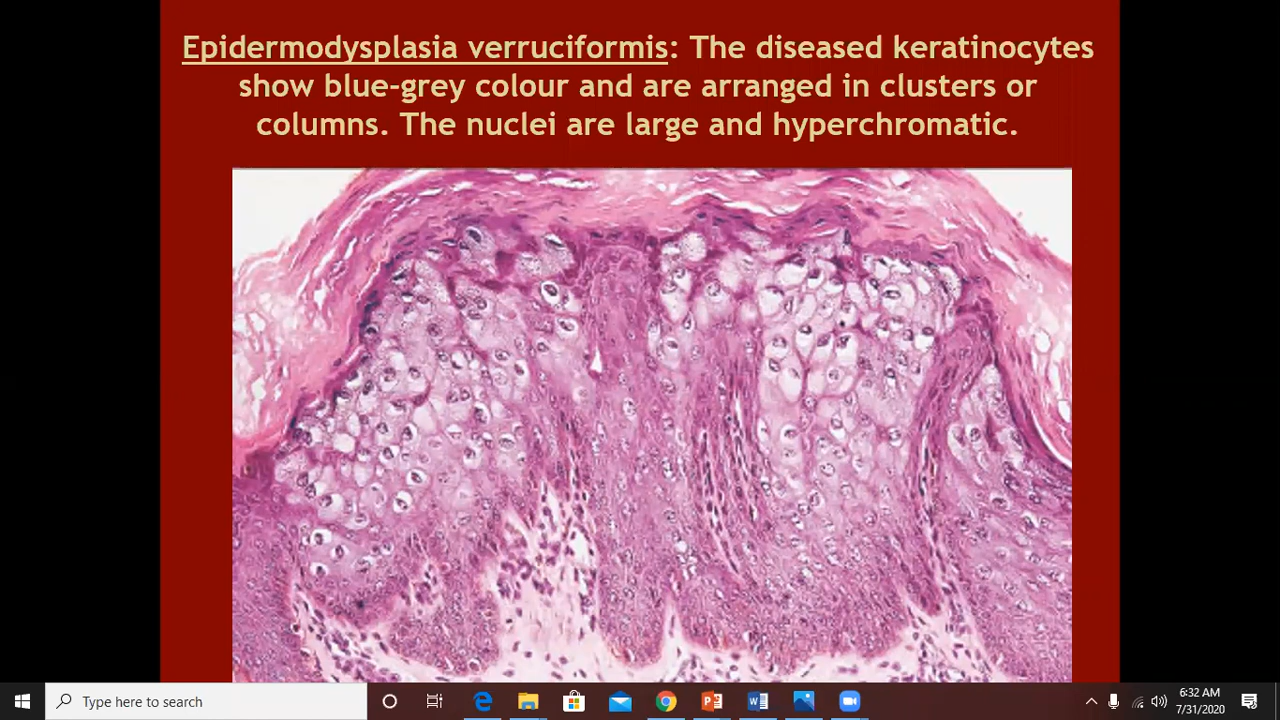 Epidermodysplasia verruciformis: The diseased keratinocytes
show blue-grey colour and are arranged in clusters or
columns. The nuclei are large and hyperchromatic.
Type here to search
6:32 AM
7/31/2020